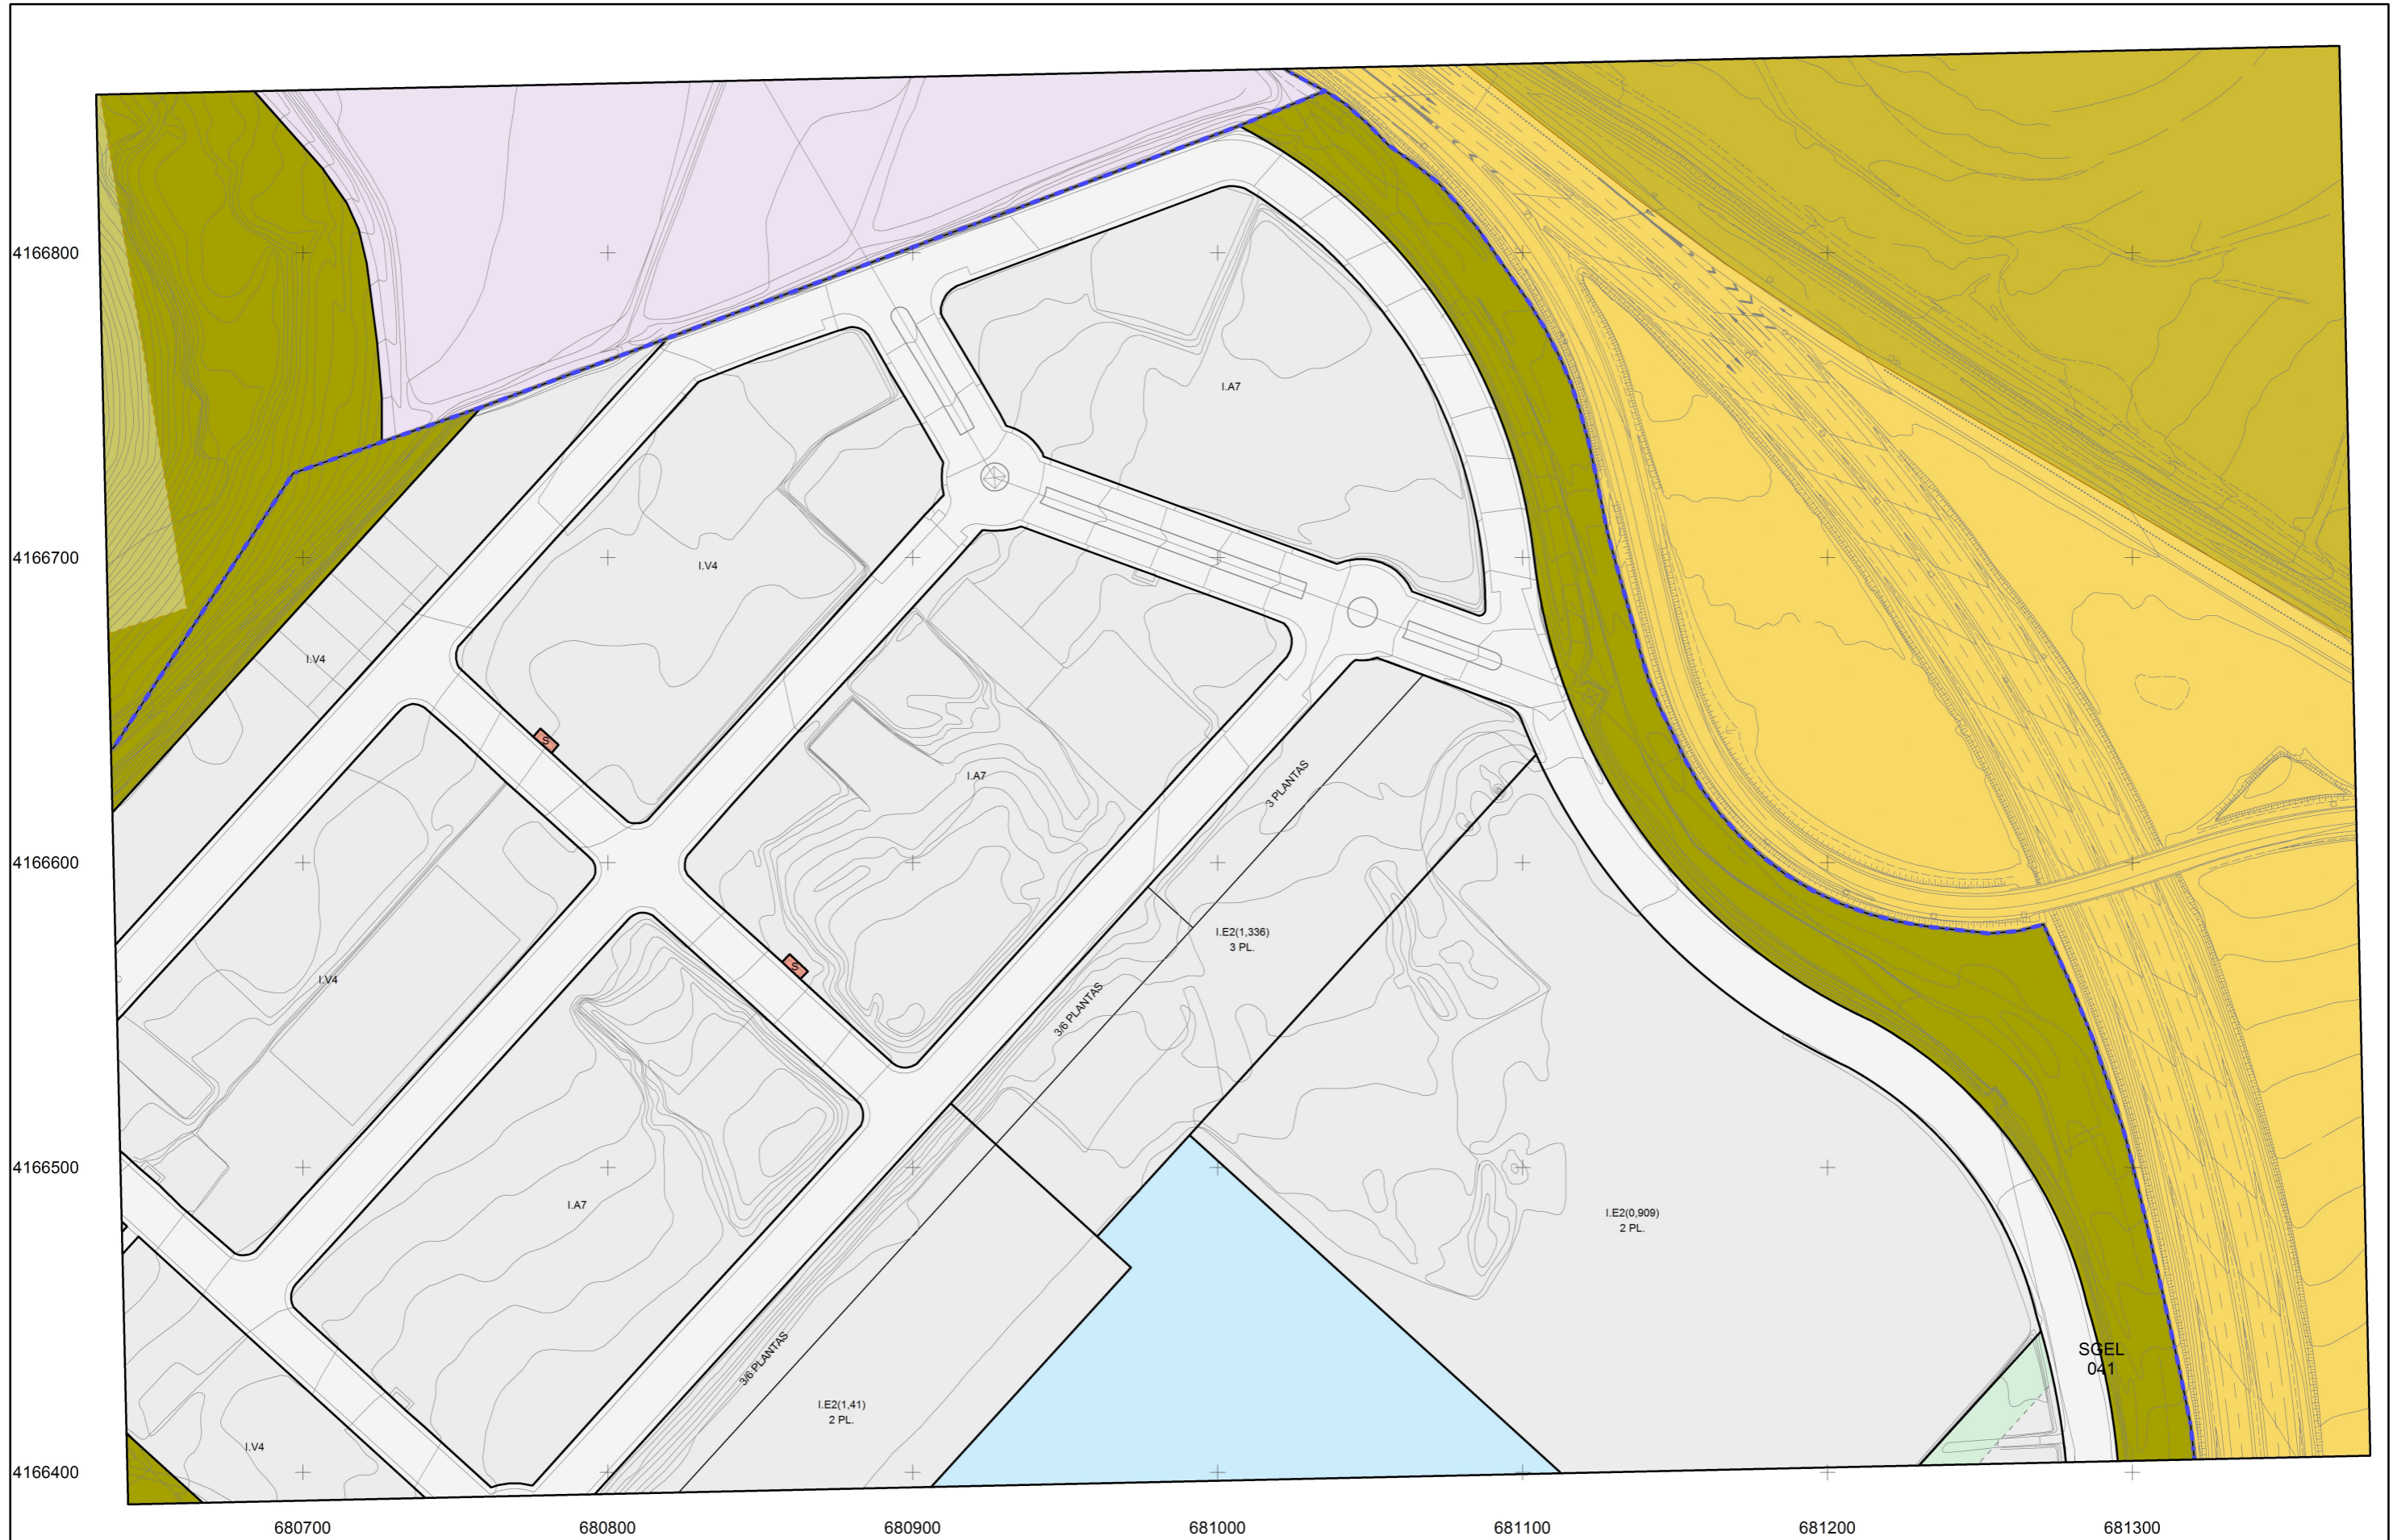 4166800
I.A7
4166700
I.V4
I.V4
S
3 PLANTAS
I.A7
4166600
I.E2(1,336)
3 PL.
S
I.V4
3/6 PLANTAS
4166500
I.A7
I.E2(0,909)
2 PL.
SGEL
041
3/6 PLANTAS
I.E2(1,41)
2 PL.
I.V4
4166400
680700 680800 680900 681000 681100 681200 681300